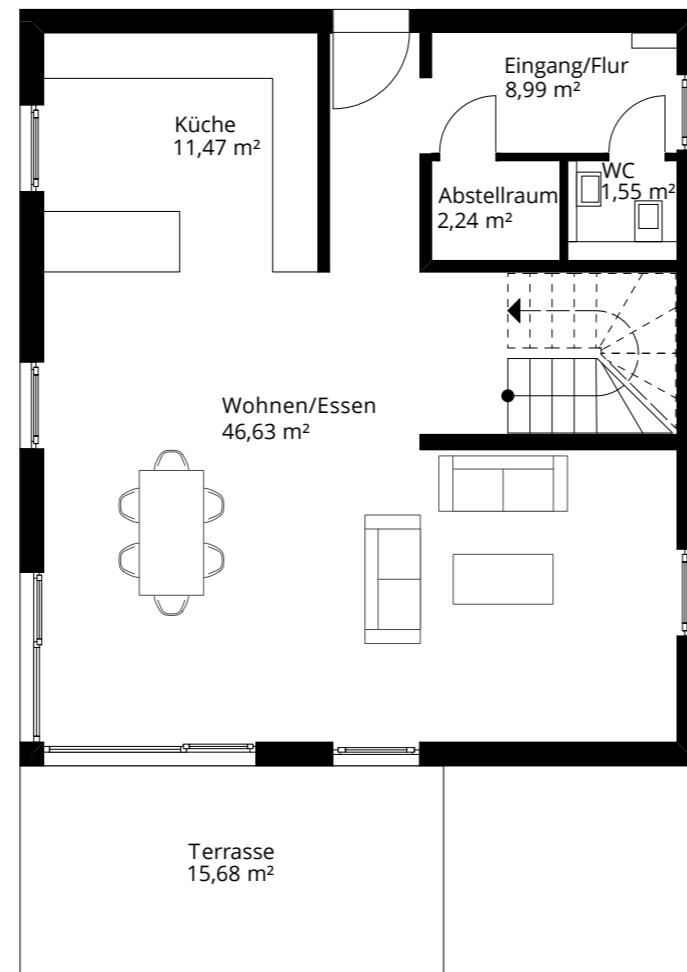 Eingang/Flur
8,99 m²
Küche
11,47 m²
WC
1,55 m²
Abstellraum
2,24 m²
Wohnen/Essen
46,63 m²
Terrasse
15,68 m²